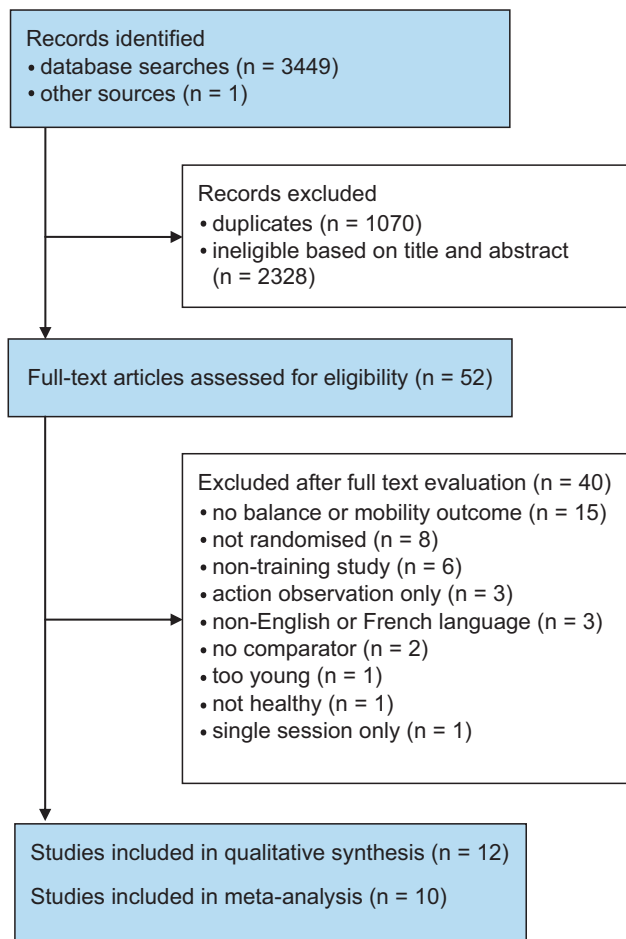 Records identified
• database searches (n = 3449)
• other sources (n = 1)
Records excluded
• duplicates (n = 1070)
• ineligible based on title and abstract
(n = 2328)
Full-text articles assessed for eligibility (n = 52)
Excluded after full text evaluation (n = 40)
• no balance or mobility outcome (n = 15)
• not randomised (n = 8)
• non-training study (n = 6)
• action observation only (n = 3)
• non-English or French language (n = 3)
• no comparator (n = 2)
• too young (n = 1)
• not healthy (n = 1)
• single session only (n = 1)
Studies included in qualitative synthesis (n = 12)
Studies included in meta-analysis (n = 10)